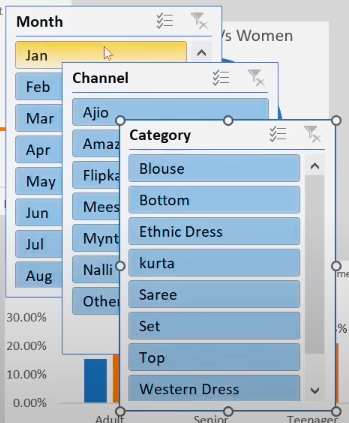 Month
Jan
Feb
Mar
Apr
May
Jun
Jul
Aug
Vs Women
Channel
Ajio
Amaz
Flipka
Mees
Mynt
Nalli
Other
Category
Blouse
Bottom
Ethnic Dress
kurta
Saree
Set
Top
Western Dress
30.00%
20.00%
10.00%
0.00%
Adult
Senior
Teenager